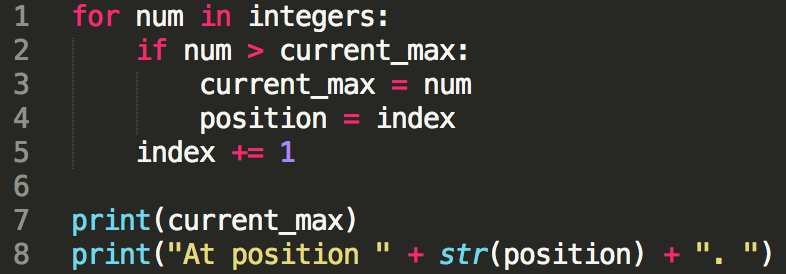 1 for num in integers:
2     if num > current_max:
3         current_max = num
4         position = index
5     index += 1
6
7 print(current_max)
8 print("At position " + str(position) + ". ")